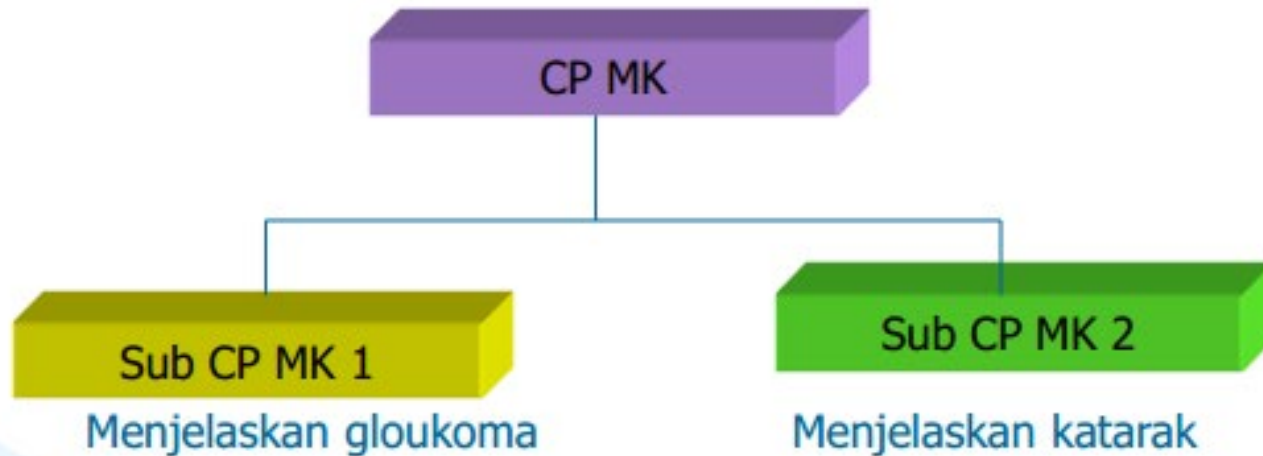 CP MK
Sub CP MK 1
Sub CP MK 2
Menjelaskan gloukoma
Menjelaskan katarak